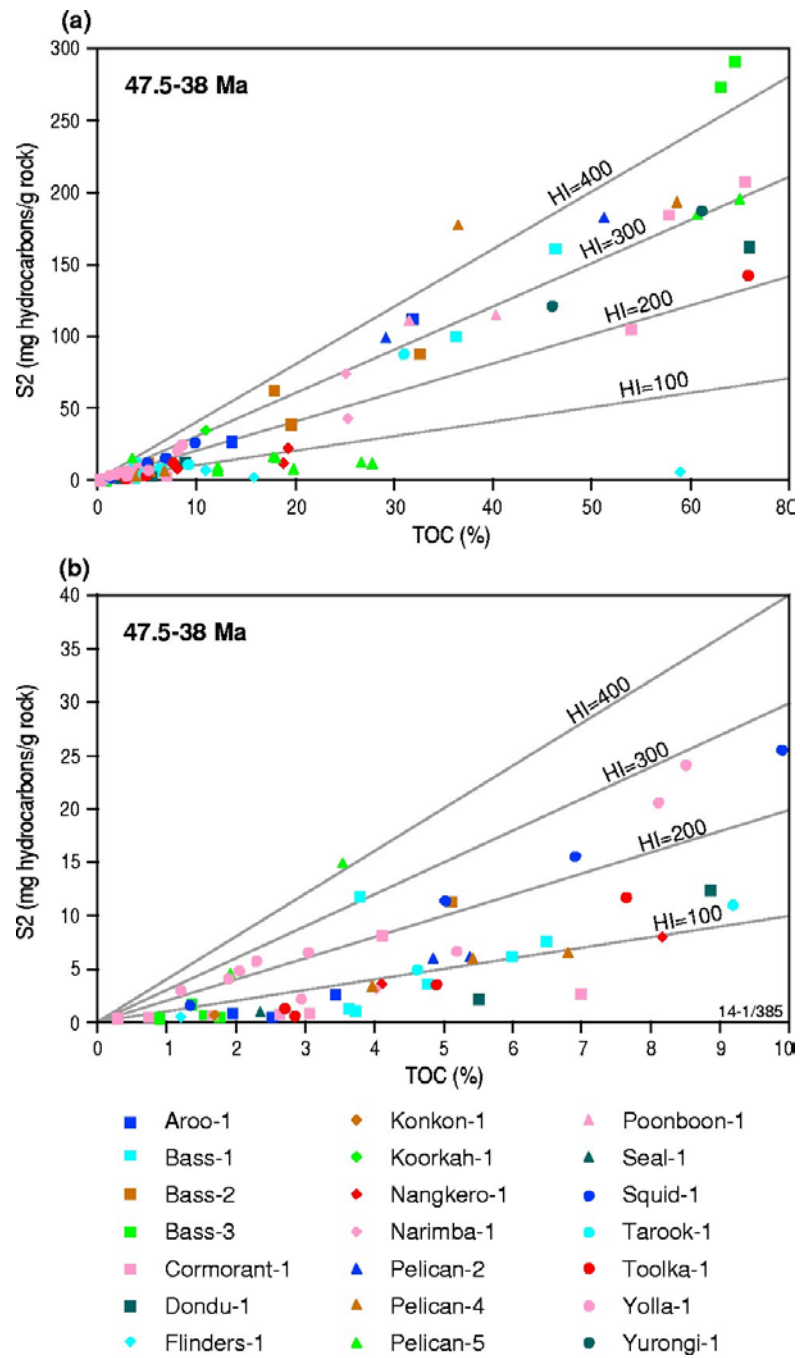 (a)
300
250
200
150
100
50
0
S2 (mg hydrocarbons/g rock)
47.5-38 Ma
HI=400
HI=300
HI=200
HI=100
0 10 20 30 40 50 60 70 80
TOC (%)
(b)
40
35
30
25
20
15
10
5
0
S2 (mg hydrocarbons/g rock)
47.5-38 Ma
HI=400
HI=300
HI=200
HI=100
14-1/385
0 1 2 3 4 5 6 7 8 9 10
TOC (%)
Aroo-1 Konkon-1 Poonboon-1
Bass-1 Koorkah-1 Seal-1
Bass-2 Nangkero-1 Squid-1
Bass-3 Narimba-1 Tarook-1
Cormorant-1 Pelican-2 Toolka-1
Dondu-1 Pelican-4 Yolla-1
Flinders-1 Pelican-5 Yurongi-1